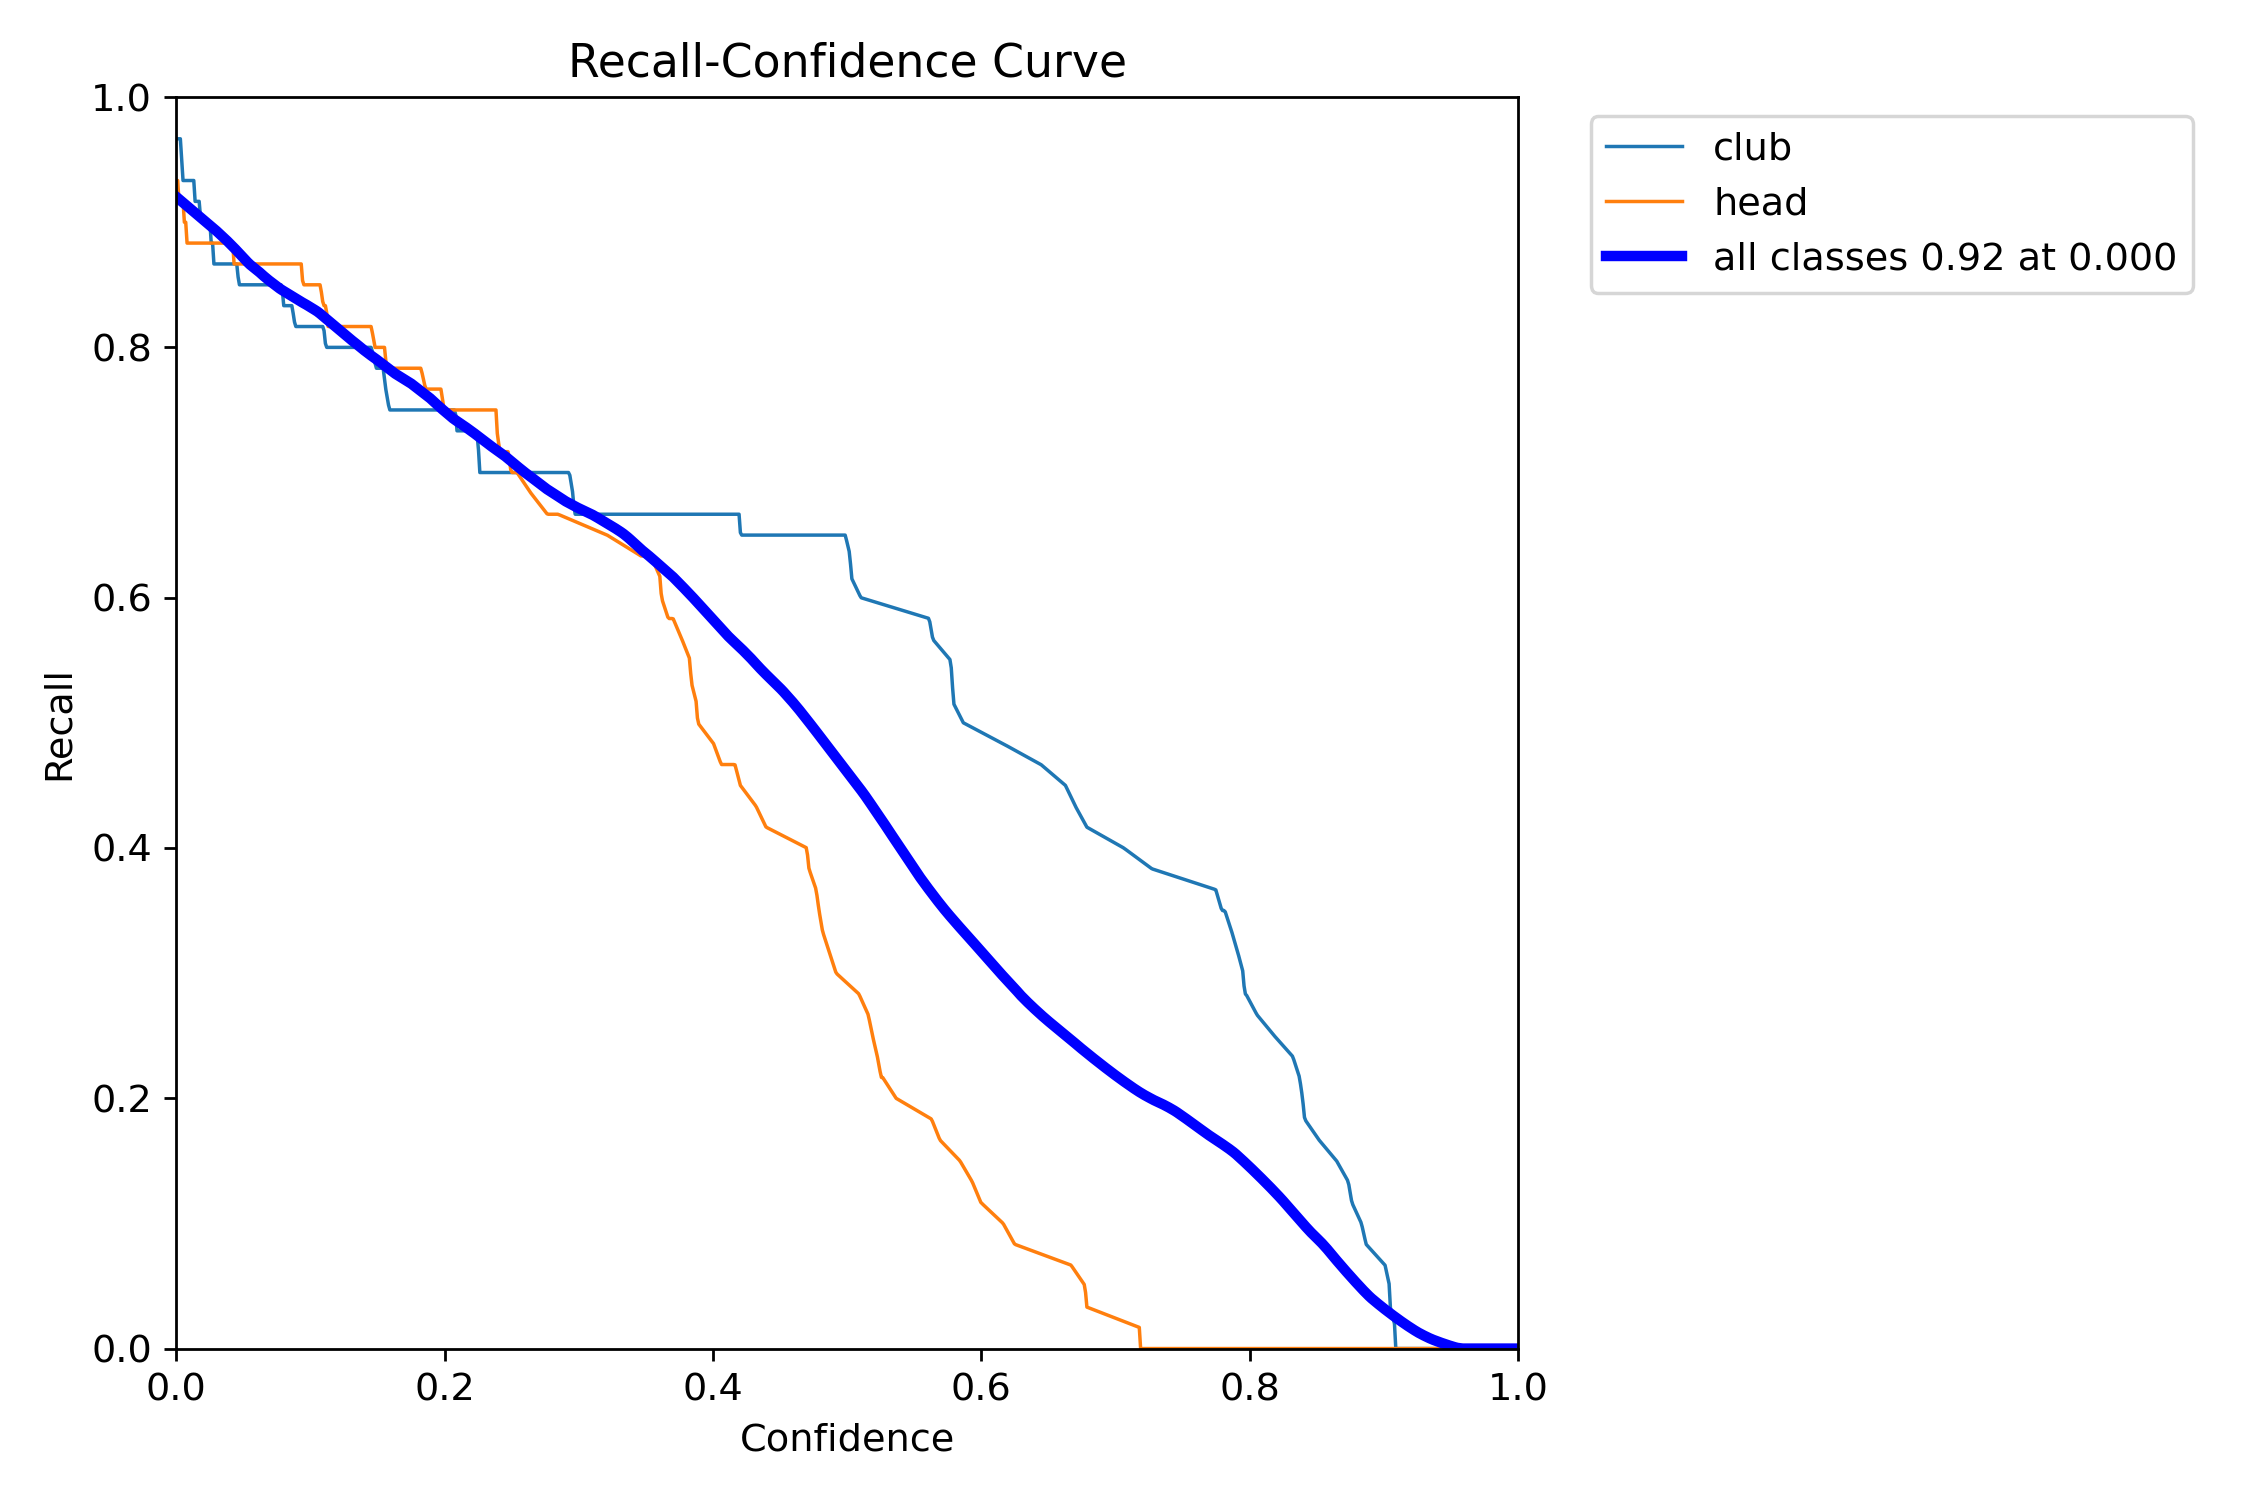 Recall-Confidence Curve
1.0
0.8
0.6
0.4
0.2
0.0
Recall
0.0 0.2 0.4 0.6 0.8 1.0
Confidence
club
head
all classes 0.92 at 0.000